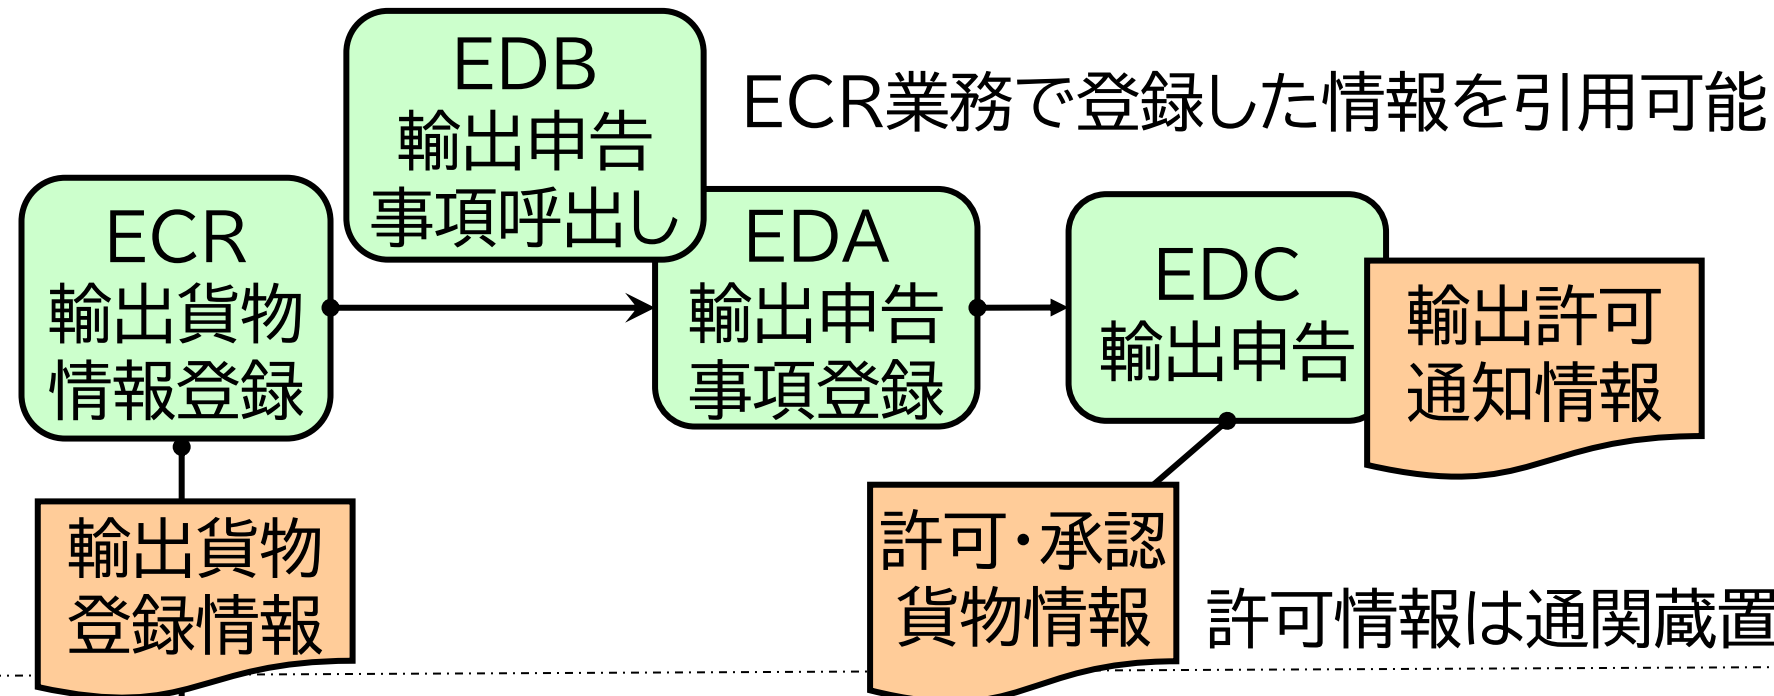 EDB
輸出申告
事項呼出し
ECR業務で登録した情報を引用可能
ECR
輸出貨物
情報登録
EDA
輸出申告
事項登録
EDC
輸出申告
輸出許可
通知情報
輸出貨物
登録情報
許可・承認
貨物情報
許可情報は通関蔵置